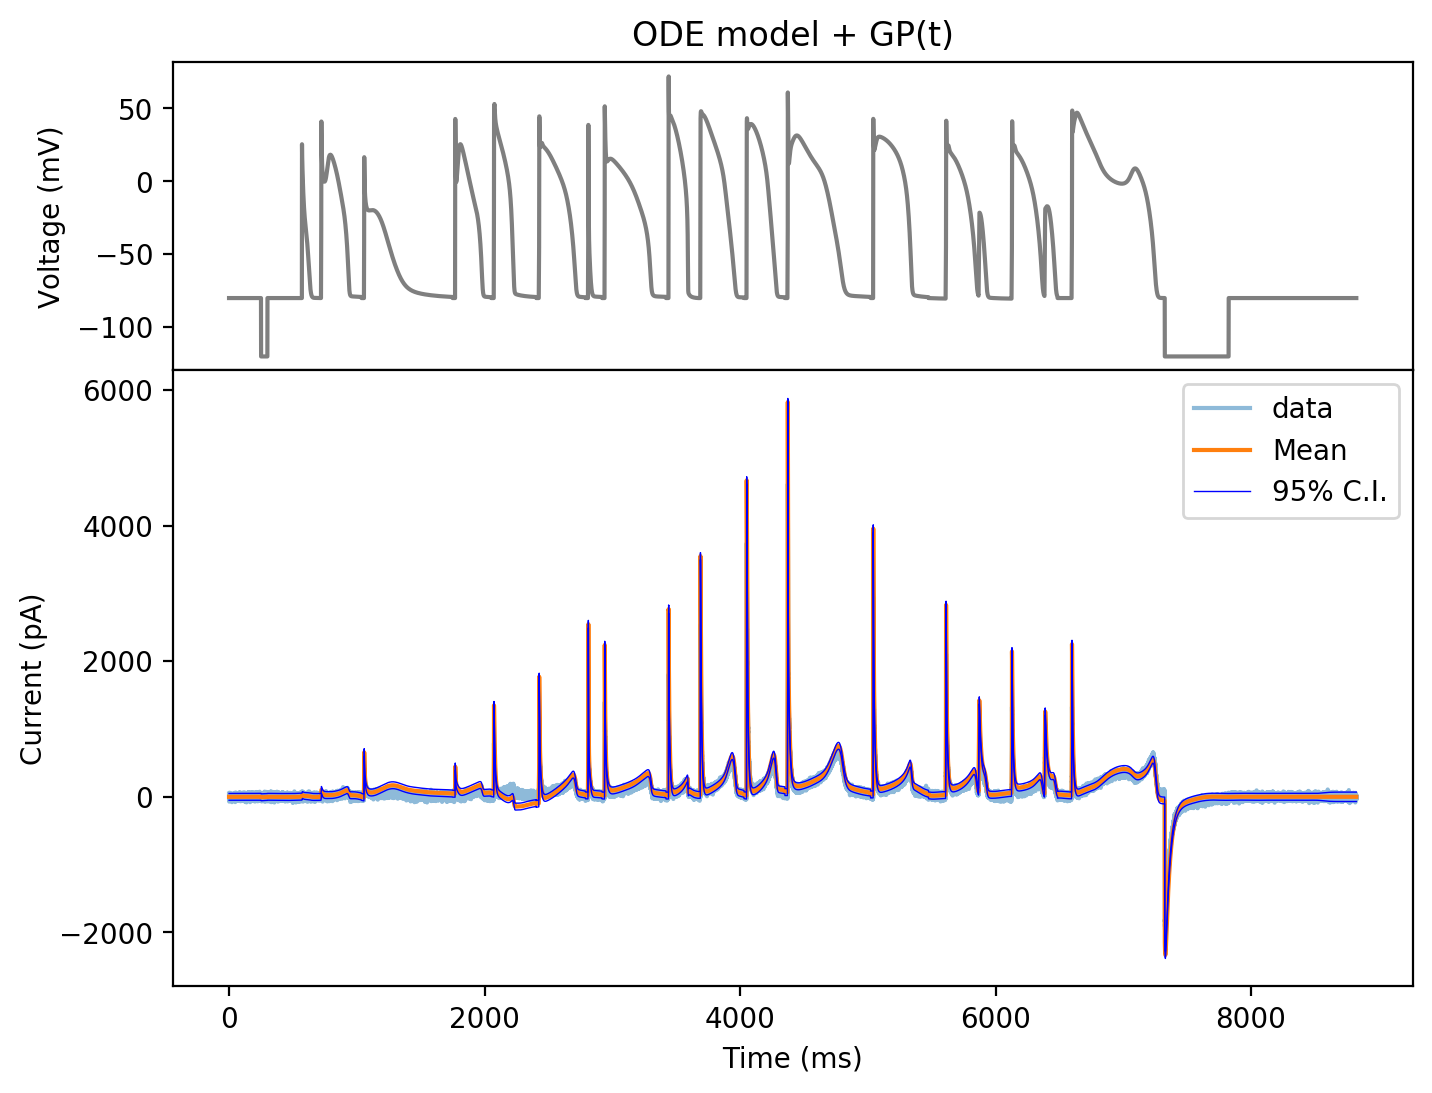 ODE model + GP(t)
50
0
−50
−100
Voltage (mV)
6000
4000
2000
0
−2000
Current (pA)
data
Mean
95% C.I.
0
2000
4000
6000
8000
Time (ms)